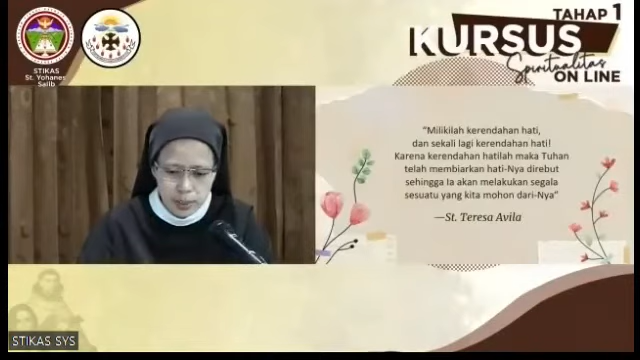 STIKAS
St. Yohanes
Salib
TAHAP 1
KURSUS
Spiritualitas
ON LINE
“Milikilah kerendahan hati,
dan sekali lagi kerendahan hati!
Karena kerendahan hatilah maka Tuhan
telah membiarkan hati-Nya direbut
sehingga Ia akan melakukan segala
sesuatu yang kita mohon dari-Nya”
—St. Teresa Avila
STIKAS SYS